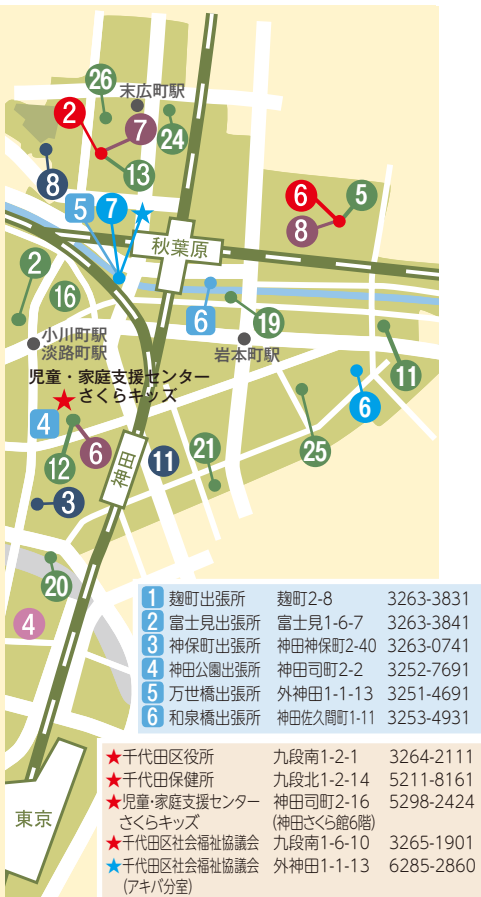 26
末広町駅
2
7
24
13
8
5
7
6
5
8
秋葉原
2
16
6
19
小川町駅
淡路町駅
岩本町駅
11
児童・家庭支援センター
さくらキッズ
4
6
12
6
25
神田
11
21
3
20
4
東京
1 麹町出張所 麹町2-8 3263-3831
2 富士見出張所 富士見1-6-7 3263-3841
3 神保町出張所 神田神保町2-40 3263-0741
4 神田公園出張所 神田司町2-2 3252-7691
5 万世橋出張所 外神田1-1-13 3251-4691
6 和泉橋出張所 神田佐久間町1-11 3253-4931
★千代田区役所 九段南1-2-1 3264-2111
★千代田保健所 九段北1-2-14 5211-8161
★児童・家庭支援センター 神田司町2-16 5298-2424
さくらキッズ (神田さくら館6階)
★千代田区社会福祉協議会 九段南1-6-10 3265-1901
★千代田区社会福祉協議会 外神田1-1-13 6285-2860
(アキバ分室)